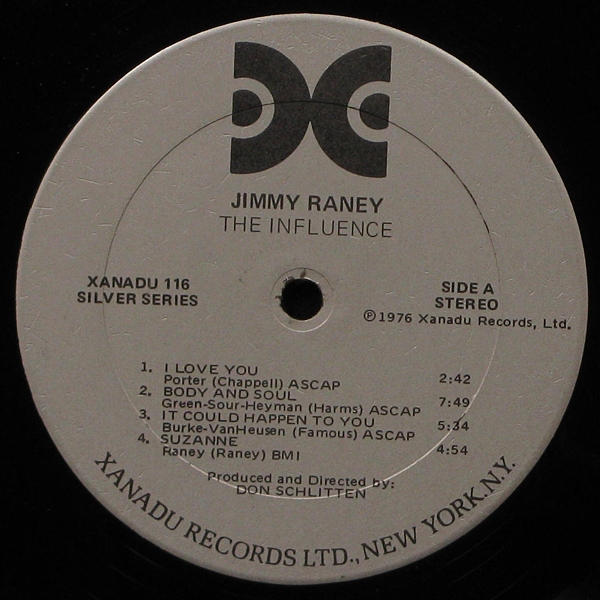 JIMMY RANEY
THE INFLUENCE
XANADU 116
SILVER SERIES
SIDE A
STEREO
Ⓟ1976 Xanadu Records, Ltd.
1. I LOVE YOU
Porter (Chappell) ASCAP 2:42
2. BODY AND SOUL
Green-Sour-Heyman (Harms) ASCAP 7:49
3. IT COULD HAPPEN TO YOU
Burke-VanHeusen (Famous) ASCAP 5:34
4. SUZANNE
Raney (Raney) BMI 4:54
Produced and Directed by:
DON SCHLITTEN
XANADU RECORDS LTD., NEW YORK.N.Y.